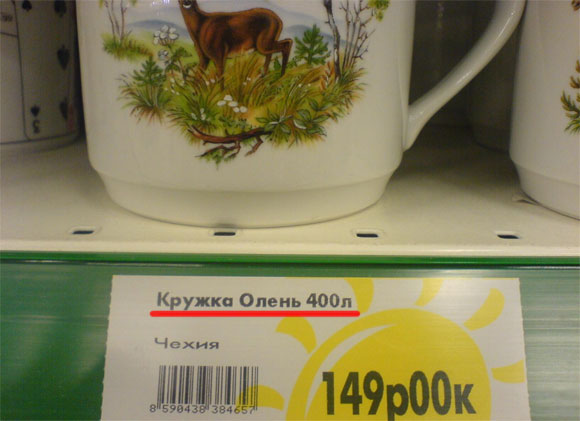 Кружка Олень 400л
Чехия
149р00к
8 590438 384657